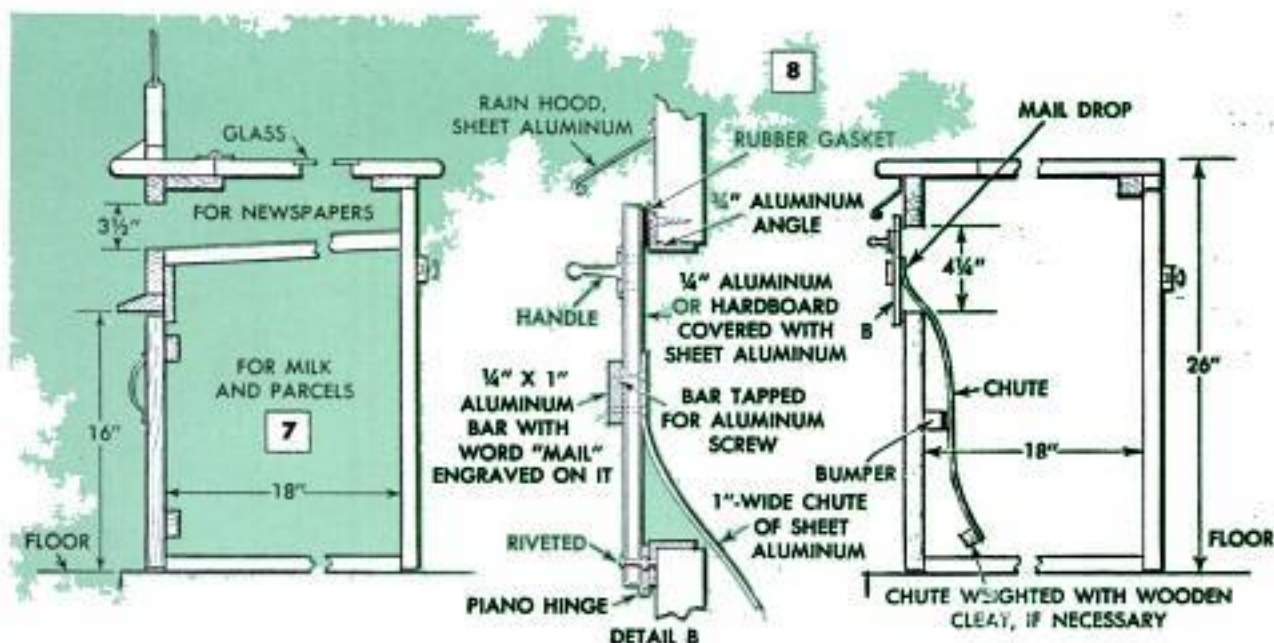 GLASS
FOR NEWSPAPERS
3½"
FOR MILK
AND PARCELS
7
16"
18"
FLOOR
8
RAIN HOOD,
SHEET ALUMINUM
RUBBER GASKET
¾" ALUMINUM
ANGLE
HANDLE
¼" ALUMINUM
OR HARDBOARD
COVERED WITH
SHEET ALUMINUM
¼" X 1"
ALUMINUM
BAR WITH
WORD "MAIL"
ENGRAVED ON IT
BAR TAPPED
FOR ALUMINUM
SCREW
1"-WIDE CHUTE
OF SHEET
ALUMINUM
RIVETED
PIANO HINGE
DETAIL B
MAIL DROP
4¼"
B
26"
CHUTE
BUMPER
18"
FLOOR
CHUTE WEIGHTED WITH WOODEN
CLEAT, IF NECESSARY